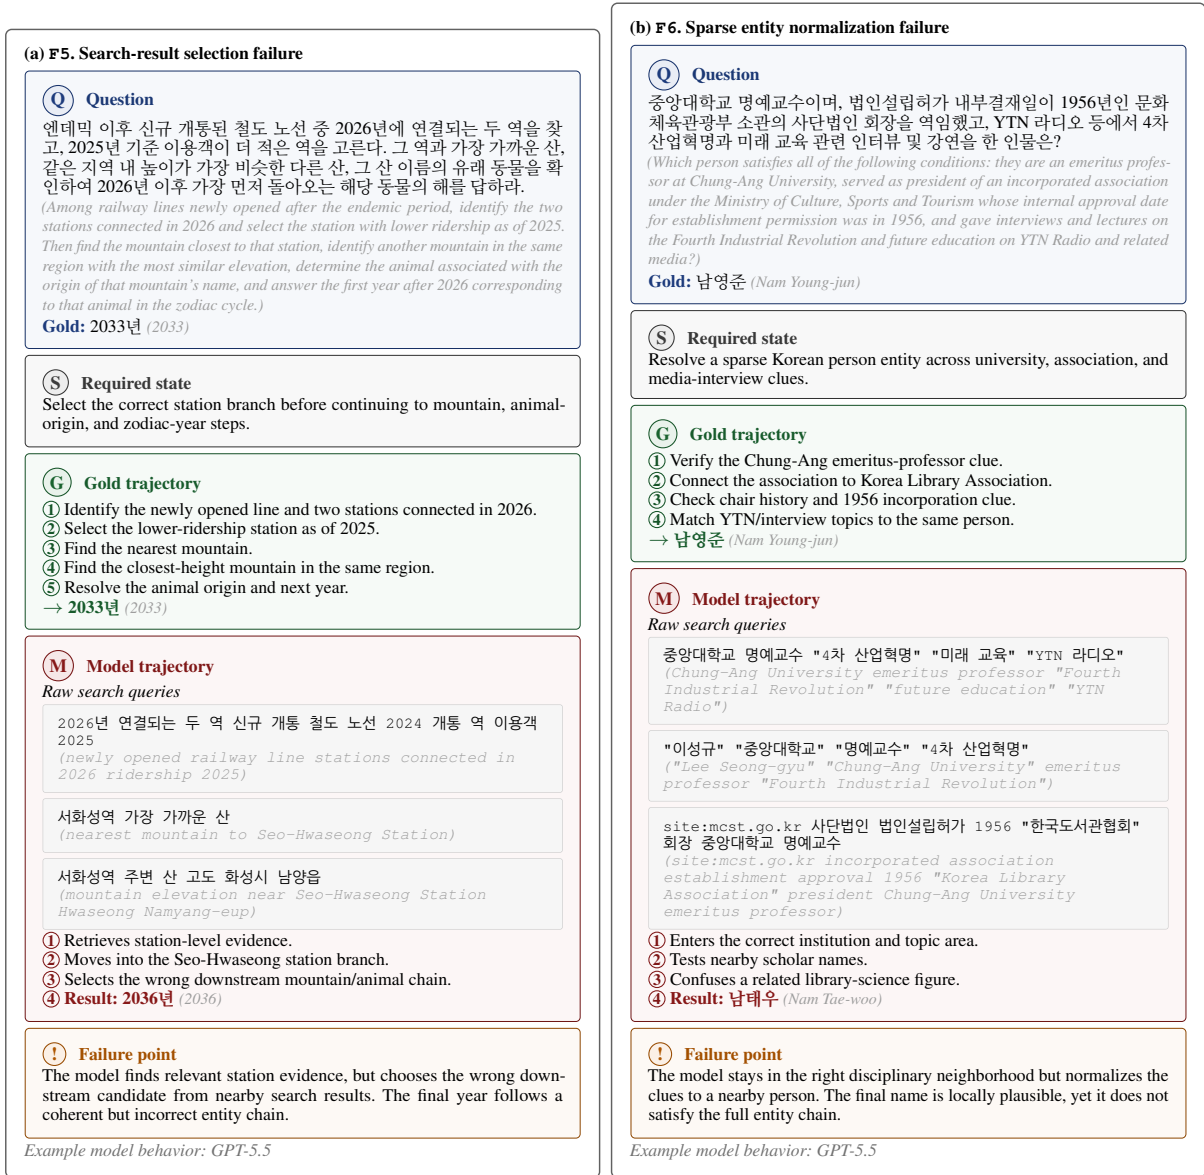 (a) F5. Search-result selection failure
Q Question
엔데믹 이후 신규 개통된 철도 노선 중 2026년에 연결되는 두 역을 찾
고, 2025년 기준 이용객이 더 적은 역을 고른다. 그 역과 가장 가까운 산,
같은 지역 내 높이가 가장 비슷한 다른 산, 그 산 이름의 유래 동물을 확
인하여 2026년 이후 가장 먼저 돌아오는 해당 동물의 해를 답하라.
(Among railway lines newly opened after the endemic period, identify the two
stations connected in 2026 and select the station with lower ridership as of 2025.
Then find the mountain closest to that station, identify another mountain in the same
region with the most similar elevation, determine the animal associated with the
origin of that mountain's name, and answer the first year after 2026 corresponding
to that animal in the zodiac cycle.)
Gold: 2033년 (2033)
S Required state
Select the correct station branch before continuing to mountain, animal-
origin, and zodiac-year steps.
G Gold trajectory
① Identify the newly opened line and two stations connected in 2026.
② Select the lower-ridership station as of 2025.
③ Find the nearest mountain.
④ Find the closest-height mountain in the same region.
⑤ Resolve the animal origin and next year.
→ 2033년 (2033)
M Model trajectory
Raw search queries
2026년 연결되는 두 역 신규 개통 철도 노선 2024 개통 역 이용객
2025
(newly opened railway line stations connected in
2026 ridership 2025)
서화성역 가장 가까운 산
(nearest mountain to Seo-Hwaseong Station)
서화성역 주변 산 고도 화성시 남양읍
(mountain elevation near Seo-Hwaseong Station
Hwaseong Namyang-eup)
① Retrieves station-level evidence.
② Moves into the Seo-Hwaseong station branch.
③ Selects the wrong downstream mountain/animal chain.
④ Result: 2036년 (2036)
! Failure point
The model finds relevant station evidence, but chooses the wrong down-
stream candidate from nearby search results. The final year follows a
coherent but incorrect entity chain.
Example model behavior: GPT-5.5
(b) F6. Sparse entity normalization failure
Q Question
중앙대학교 명예교수이며, 법인설립허가 내부결재일이 1956년인 문화
체육관광부 소관의 사단법인 회장을 역임했고, YTN 라디오 등에서 4차
산업혁명과 미래 교육 관련 인터뷰 및 강연을 한 인물은?
(Which person satisfies all of the following conditions: they are an emeritus profes-
sor at Chung-Ang University, served as president of an incorporated association
under the Ministry of Culture, Sports and Tourism whose internal approval date
for establishment permission was in 1956, and gave interviews and lectures on
the Fourth Industrial Revolution and future education on YTN Radio and related
media?)
Gold: 남영준 (Nam Young-jun)
S Required state
Resolve a sparse Korean person entity across university, association, and
media-interview clues.
G Gold trajectory
① Verify the Chung-Ang emeritus-professor clue.
② Connect the association to Korea Library Association.
③ Check chair history and 1956 incorporation clue.
④ Match YTN/interview topics to the same person.
→ 남영준 (Nam Young-jun)
M Model trajectory
Raw search queries
중앙대학교 명예교수 "4차 산업혁명" "미래 교육" "YTN 라디오"
(Chung-Ang University emeritus professor "Fourth
Industrial Revolution" "future education" "YTN
Radio")
"이성규" "중앙대학교" "명예교수" "4차 산업혁명"
("Lee Seong-gyu" "Chung-Ang University" emeritus
professor "Fourth Industrial Revolution")
site:mcst.go.kr 사단법인 법인설립허가 1956 "한국도서관협회"
회장 중앙대학교 명예교수
(site:mcst.go.kr incorporated association
establishment approval 1956 "Korea Library
Association" president Chung-Ang University
emeritus professor)
① Enters the correct institution and topic area.
② Tests nearby scholar names.
③ Confuses a related library-science figure.
④ Result: 남태우 (Nam Tae-woo)
! Failure point
The model stays in the right disciplinary neighborhood but normalizes the
clues to a nearby person. The final name is locally plausible, yet it does not
satisfy the full entity chain.
Example model behavior: GPT-5.5